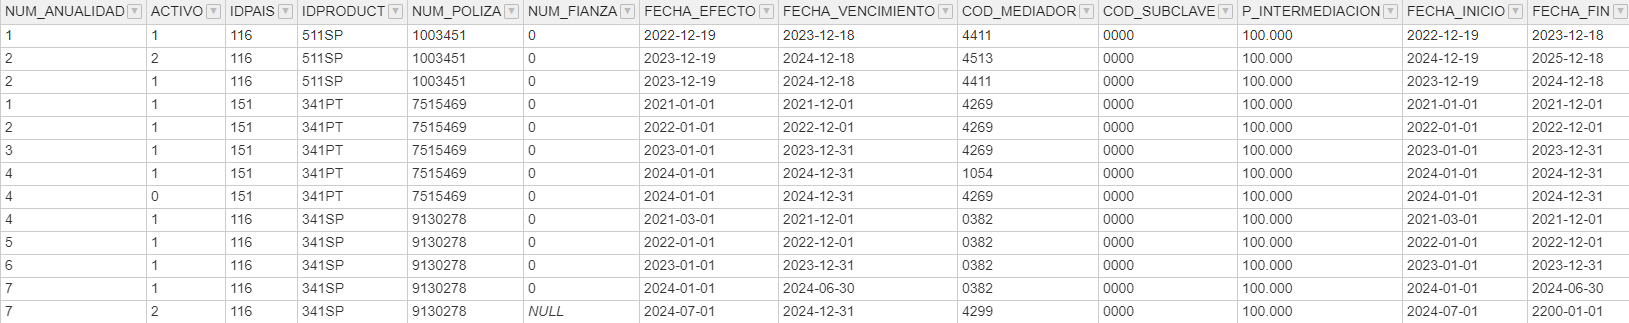 NUM_ANUALIDAD ACTIVO IDPAIS IDPRODUCT NUM_POLIZA NUM_FIANZA FECHA_EFECTO FECHA_VENCIMIENTO COD_MEDIADOR COD_SUBCLAVE P_INTERMEDIACION FECHA_INICIO FECHA_FIN
1 1 116 511SP 1003451 0 2022-12-19 2023-12-18 4411 0000 100.000 2022-12-19 2023-12-18
2 2 116 511SP 1003451 0 2023-12-19 2024-12-18 4513 0000 100.000 2024-12-19 2025-12-18
2 1 116 511SP 1003451 0 2023-12-19 2024-12-18 4411 0000 100.000 2023-12-19 2024-12-18
1 1 151 341PT 7515469 0 2021-01-01 2021-12-01 4269 0000 100.000 2021-01-01 2021-12-01
2 1 151 341PT 7515469 0 2022-01-01 2022-12-01 4269 0000 100.000 2022-01-01 2022-12-01
3 1 151 341PT 7515469 0 2023-01-01 2023-12-31 4269 0000 100.000 2023-01-01 2023-12-31
4 1 151 341PT 7515469 0 2024-01-01 2024-12-31 1054 0000 100.000 2024-01-01 2024-12-31
4 0 151 341PT 7515469 0 2024-01-01 2024-12-31 4269 0000 100.000 2024-01-01 2024-12-31
4 1 116 341SP 9130278 0 2021-03-01 2021-12-01 0382 0000 100.000 2021-03-01 2021-12-01
5 1 116 341SP 9130278 0 2022-01-01 2022-12-01 0382 0000 100.000 2022-01-01 2022-12-01
6 1 116 341SP 9130278 0 2023-01-01 2023-12-31 0382 0000 100.000 2023-01-01 2023-12-31
7 1 116 341SP 9130278 0 2024-01-01 2024-06-30 0382 0000 100.000 2024-01-01 2024-06-30
7 2 116 341SP 9130278 NULL 2024-07-01 2024-12-31 4299 0000 100.000 2024-07-01 2200-01-01